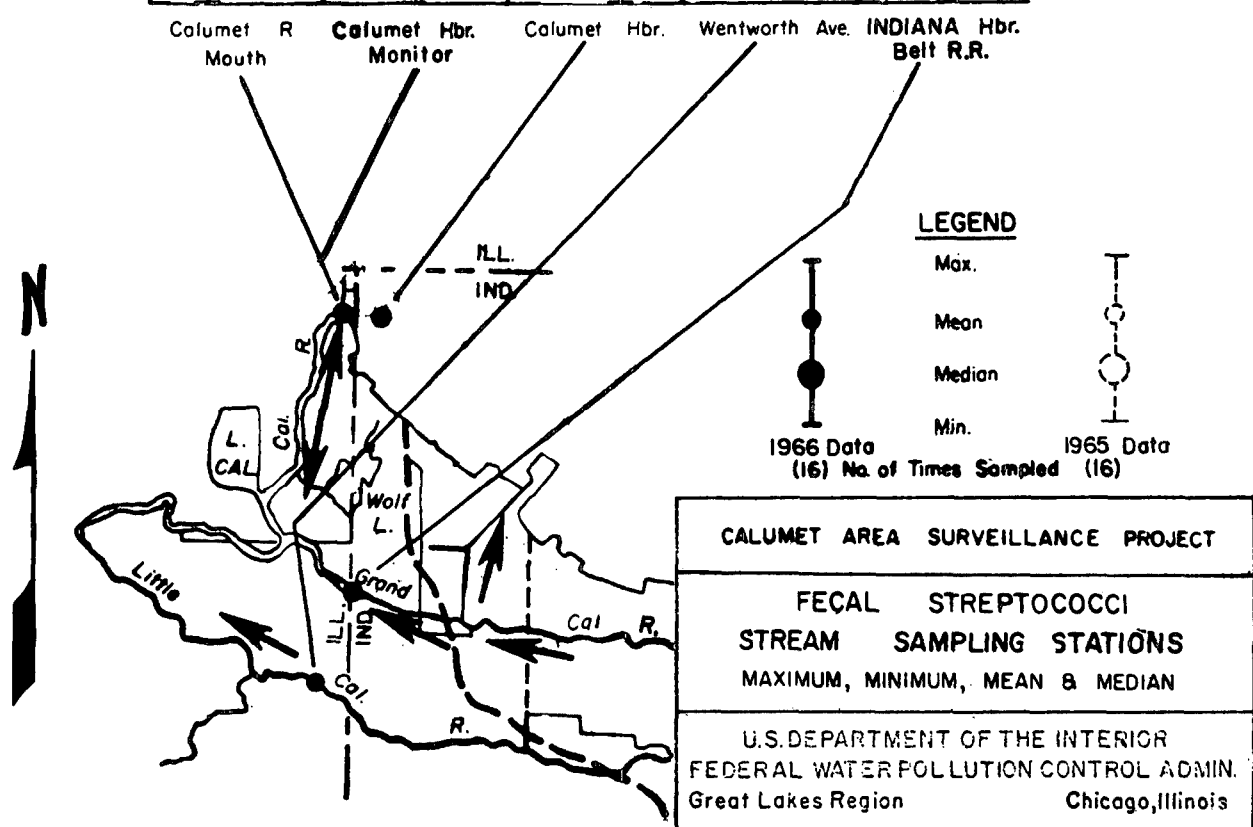 Calumet R Calumet Hbr. Calumet Hbr. Wentworth Ave. INDIANA Hbr.
Mouth Monitor Belt R.R.
LEGEND
Max.
Mean
Median
Min.
1966 Data 1965 Data
(16) No. of Times Sampled (16)
N
ILL.
IND.
R.
Cal.
L.
CAL
Wolf
L.
Little
Grand
Cal R.
ILL.
IND.
Cal.
R.
CALUMET AREA SURVEILLANCE PROJECT
FECAL STREPTOCOCCI
STREAM SAMPLING STATIONS
MAXIMUM, MINIMUM, MEAN & MEDIAN
U.S. DEPARTMENT OF THE INTERIOR
FEDERAL WATER POLLUTION CONTROL ADMIN.
Great Lakes Region Chicago, Illinois